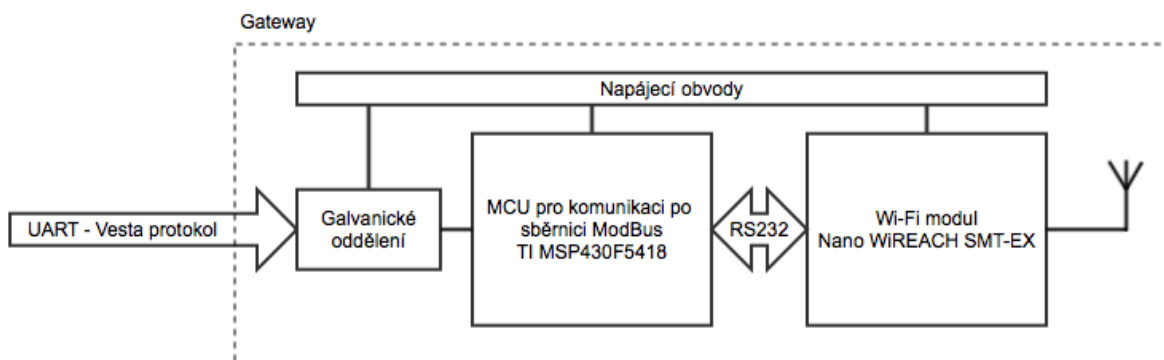 Gateway
Napájecí obvody
UART - Vesta protokol
Galvanické
oddělení
MCU pro komunikaci po
sběrnici ModBus
TI MSP430F5418
RS232
Wi-Fi modul
Nano WiREACH SMT-EX